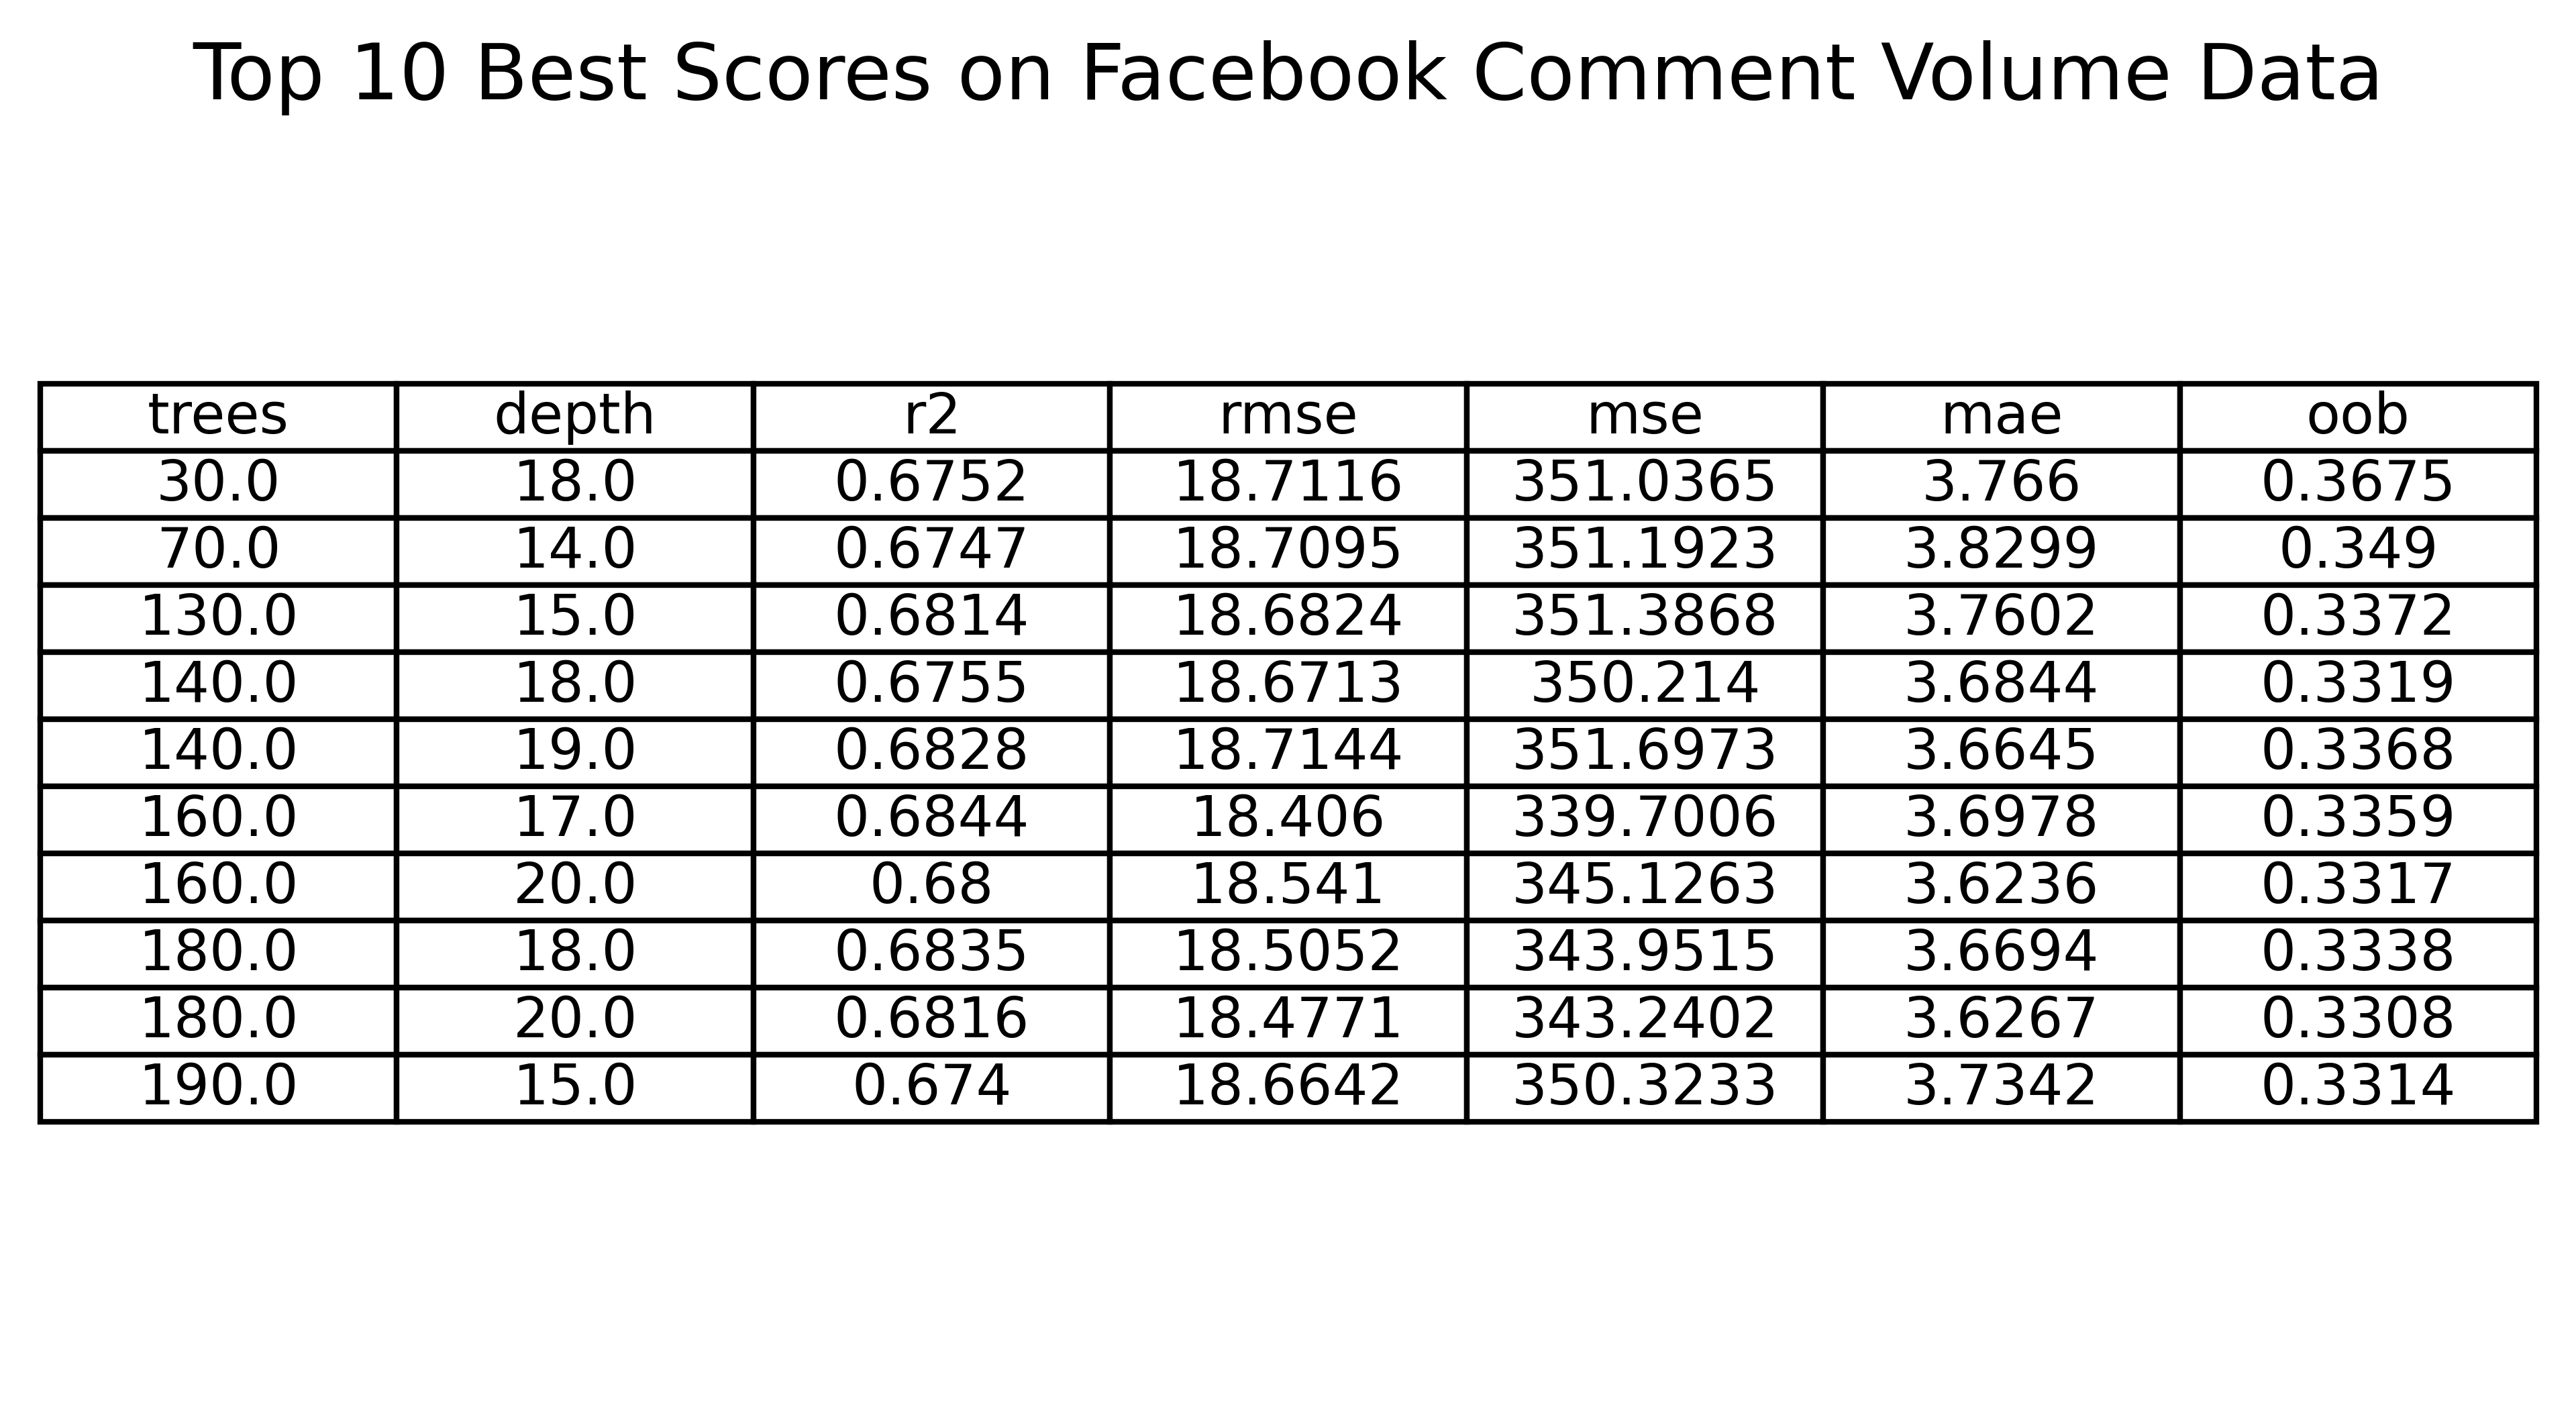 Top 10 Best Scores on Facebook Comment Volume Data
trees depth r2 rmse mse mae oob
30.0 18.0 0.6752 18.7116 351.0365 3.766 0.3675
70.0 14.0 0.6747 18.7095 351.1923 3.8299 0.349
130.0 15.0 0.6814 18.6824 351.3868 3.7602 0.3372
140.0 18.0 0.6755 18.6713 350.214 3.6844 0.3319
140.0 19.0 0.6828 18.7144 351.6973 3.6645 0.3368
160.0 17.0 0.6844 18.406 339.7006 3.6978 0.3359
160.0 20.0 0.68 18.541 345.1263 3.6236 0.3317
180.0 18.0 0.6835 18.5052 343.9515 3.6694 0.3338
180.0 20.0 0.6816 18.4771 343.2402 3.6267 0.3308
190.0 15.0 0.674 18.6642 350.3233 3.7342 0.3314